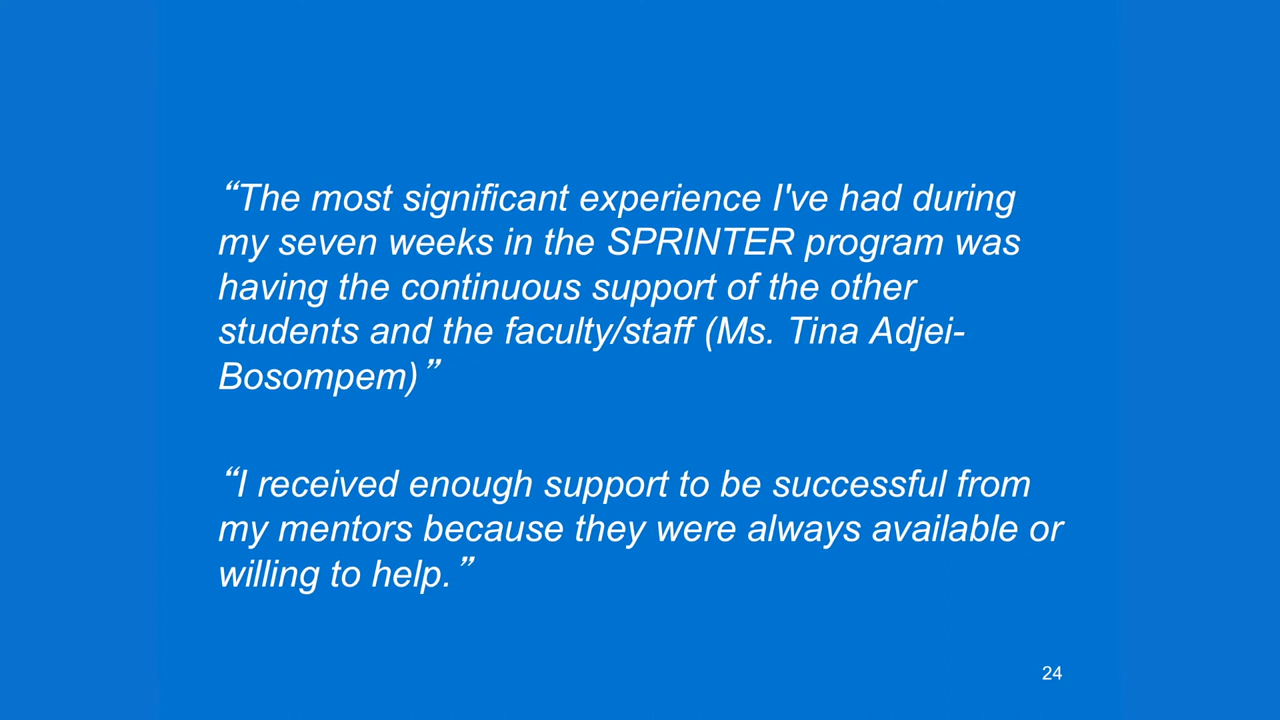 “The most significant experience I've had during
my seven weeks in the SPRINTER program was
having the continuous support of the other
students and the faculty/staff (Ms. Tina Adjei-
Bosompem)”
“I received enough support to be successful from
my mentors because they were always available or
willing to help.”
24